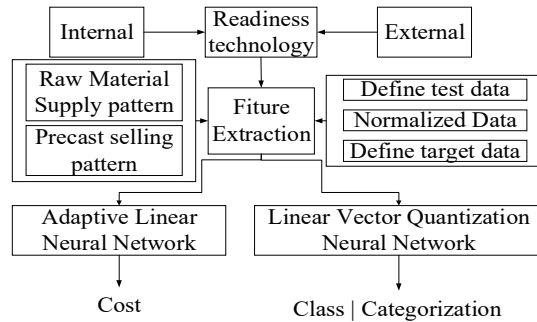 Internal
Readiness
technology
External
Raw Material
Supply pattern
Precast selling
pattern
Fiture
Extraction
Define test data
Normalized Data
Define target data
Adaptive Linear
Neural Network
Linear Vector Quantization
Neural Network
Cost
Class | Categorization